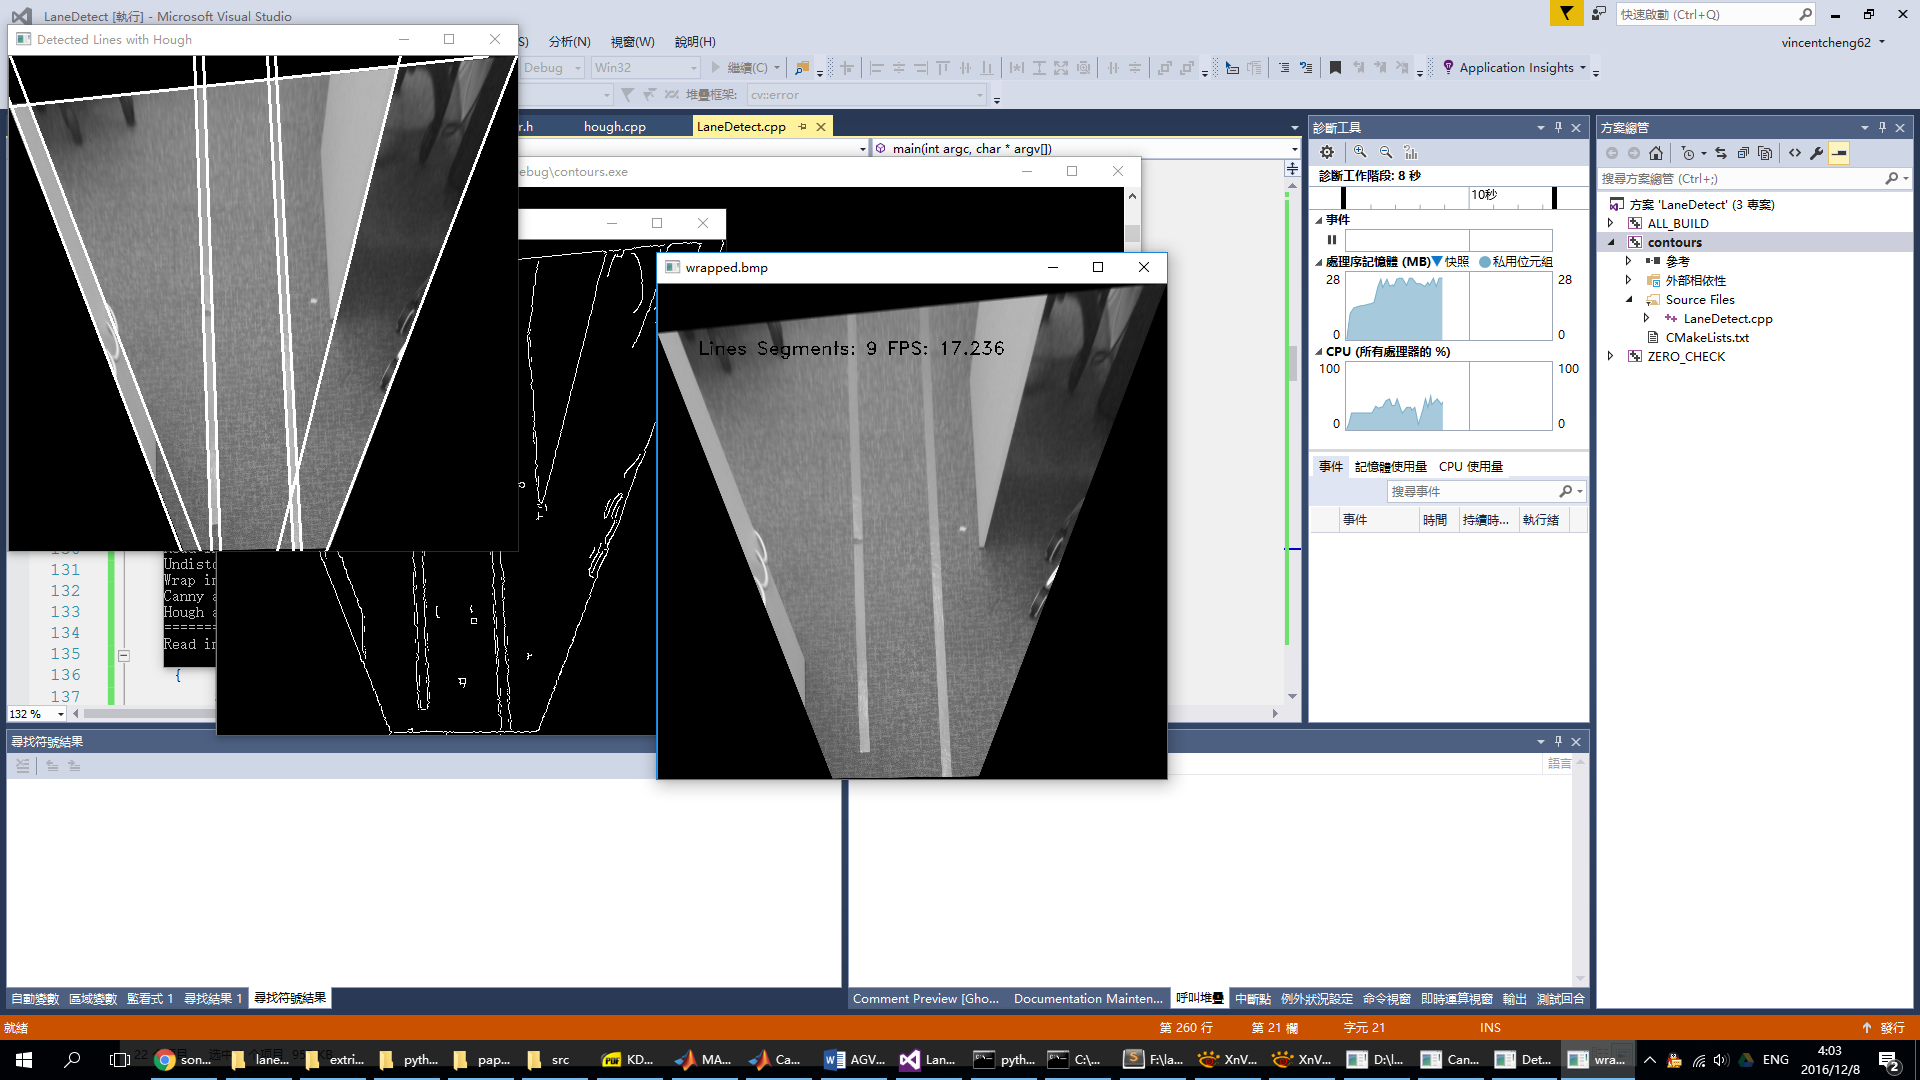 LaneDetect [執行] - Microsoft Visual Studio
快速啟動 (Ctrl+Q)
Detected Lines with Hough
S) 分析(N) 視窗(W) 說明(H)
vincentcheng62
Debug Win32 繼續(C) Application Insights
堆疊框架: cv::error
r.h hough.cpp LaneDetect.cpp
main(int argc, char * argv[])
ebug\contours.exe
wrapped.bmp
Lines Segments: 9 FPS: 17.236
131
132
133
134
135
136 {
137
Undisto
Wrap in
Canny a
Hough a
Read in
132 %
診斷工具
診斷工作階段: 8 秒
10秒
事件
處理序記憶體 (MB) 快照 私用位元組
28 28
0 0
CPU (所有處理器的 %)
100 100
0 0
事件 記憶體使用量 CPU 使用量
搜尋事件
事件 時間 持續時... 執行緒
方案總管
搜尋方案總管 (Ctrl+;)
方案 'LaneDetect' (3 專案)
ALL_BUILD
contours
參考
外部相依性
Source Files
LaneDetect.cpp
CMakeLists.txt
ZERO_CHECK
尋找符號結果
語言
自動變數 區域變數 監看式 1 尋找結果 1 尋找符號結果
Comment Preview [Gho... Documentation Mainten... 呼叫堆疊 中斷點 例外狀況設定 命令視窗 即時運算視窗 輸出 測試回合
就緒 第 260 行 第 21 欄 字元 21 INS 發行
son... lane... extri... pyth... pap... src KD... MA... Ca... AGV... Lan... pyth... C:\... F:\la... XnV... XnV... D:\l... Can... Det... wra... ENG
4:03
2016/12/8
2